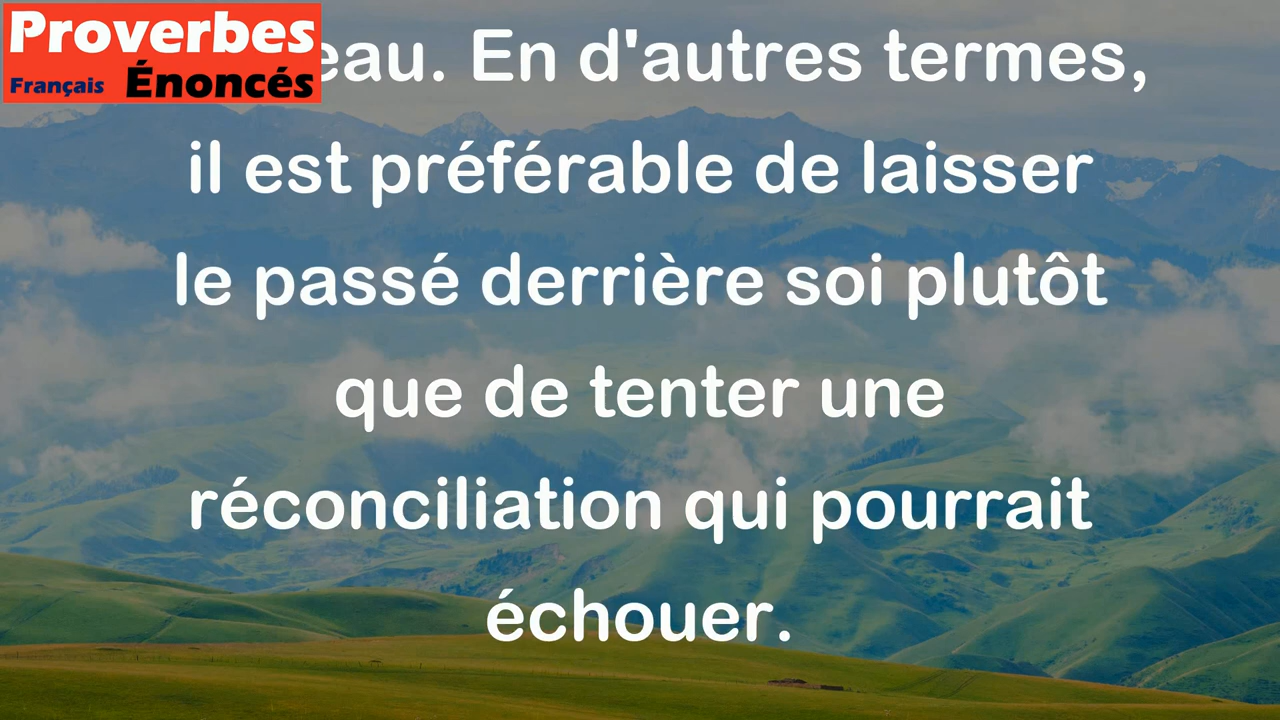 Proverbes
Français Énoncés
eau. En d'autres termes,
il est préférable de laisser
le passé derrière soi plutôt
que de tenter une
réconciliation qui pourrait
échouer.